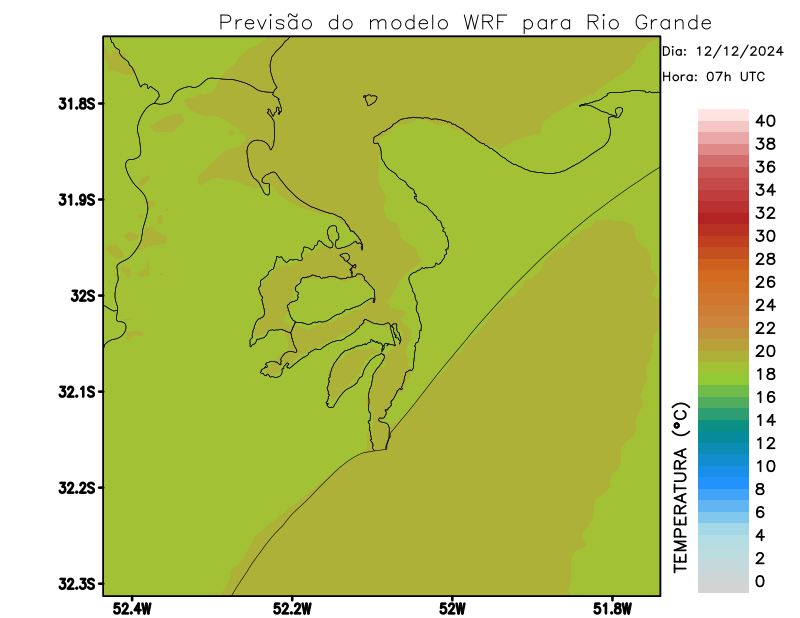 Previsão do modelo WRF para Rio Grande
Dia: 12/12/2024
Hora: 07h UTC
31.8S
31.9S
32S
32.1S
32.2S
32.3S
52.4W
52.2W
52W
51.8W
TEMPERATURA (°C)
40
38
36
34
32
30
28
26
24
22
20
18
16
14
12
10
8
6
4
2
0